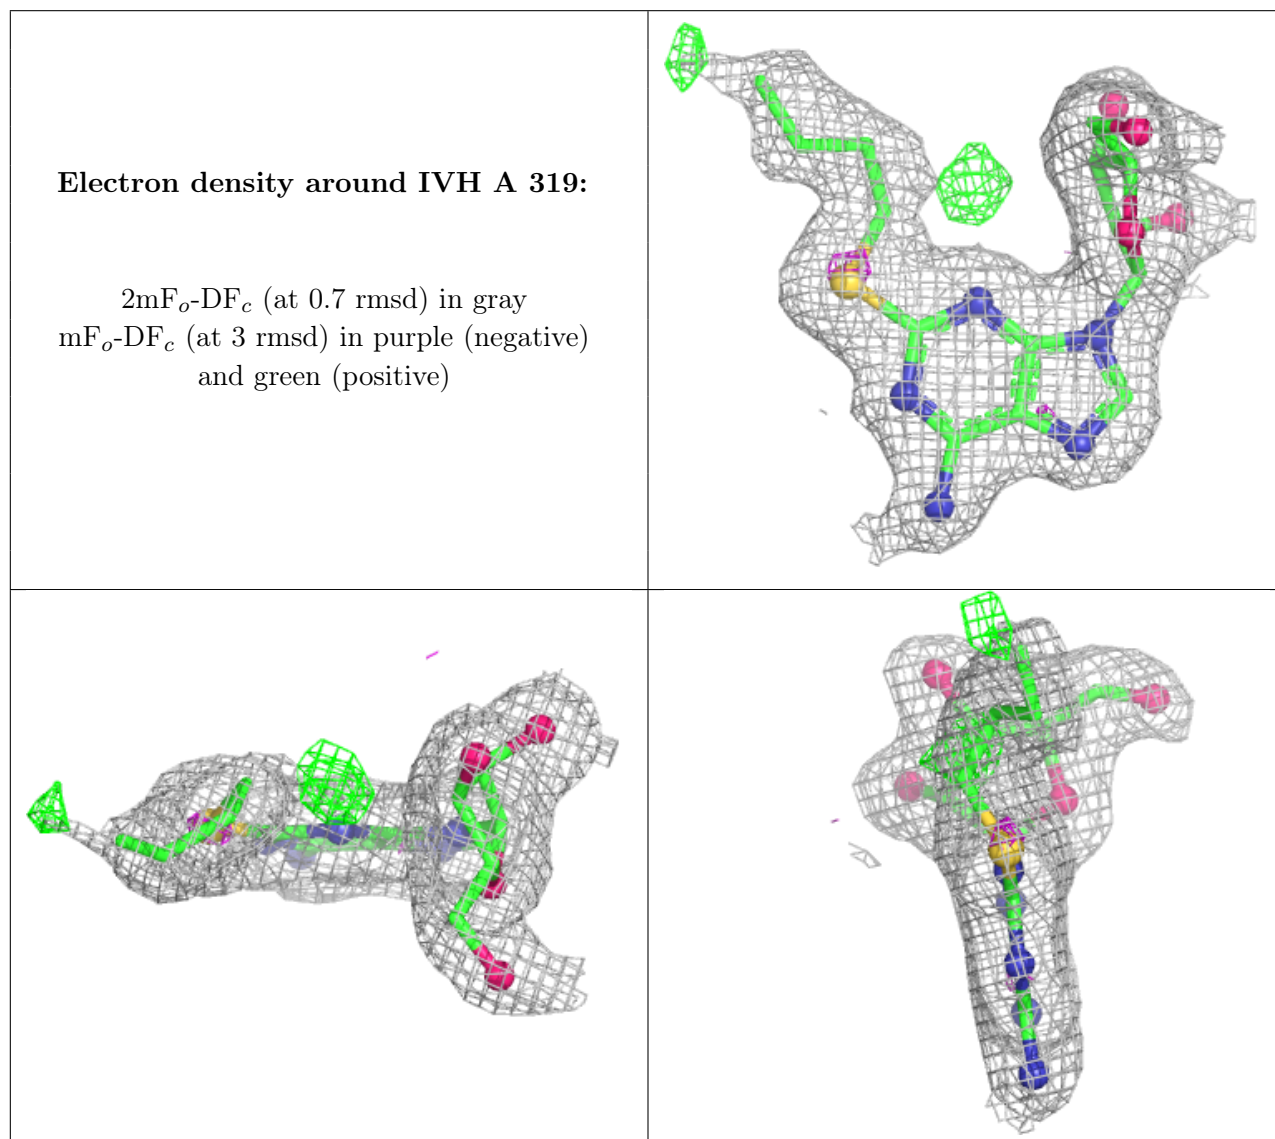 Electron density around IVH A 319:
2mFₒ-DF𝒸 (at 0.7 rmsd) in gray
mFₒ-DF𝒸 (at 3 rmsd) in purple (negative)
and green (positive)